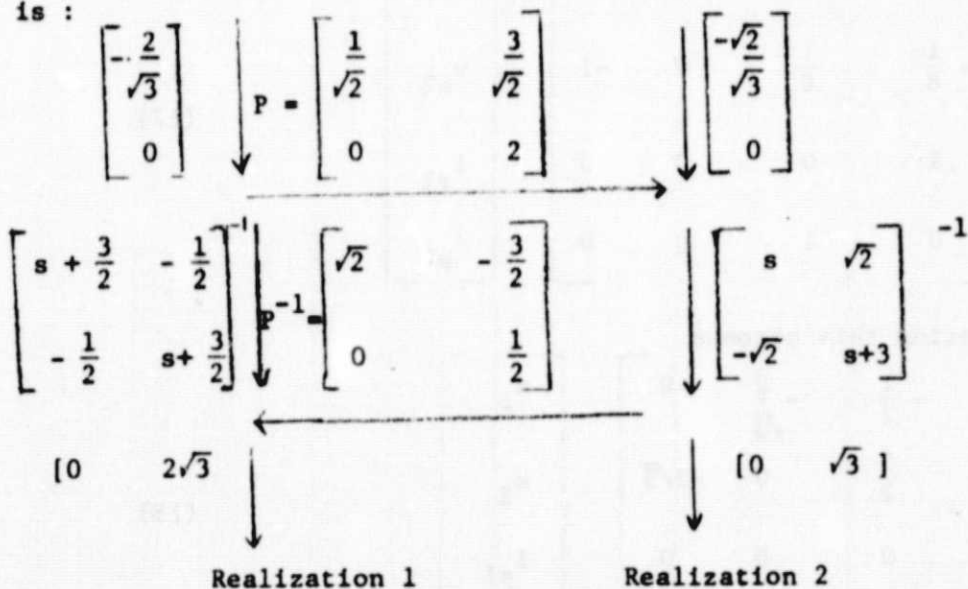 is :
[ - 2/√3 ; 0 ] P = [ 1/√2 3/√2 ; 0 2 ] [ -√2/√3 ; 0 ]
[ s + 3/2 - 1/2 ; - 1/2 s+ 3/2 ]^-1 P^-1 = [ √2 - 3/2 ; 0 1/2 ] [ s √2 ; -√2 s+3 ]^-1
[0 2√3 [0 √3 ]
Realization 1 Realization 2